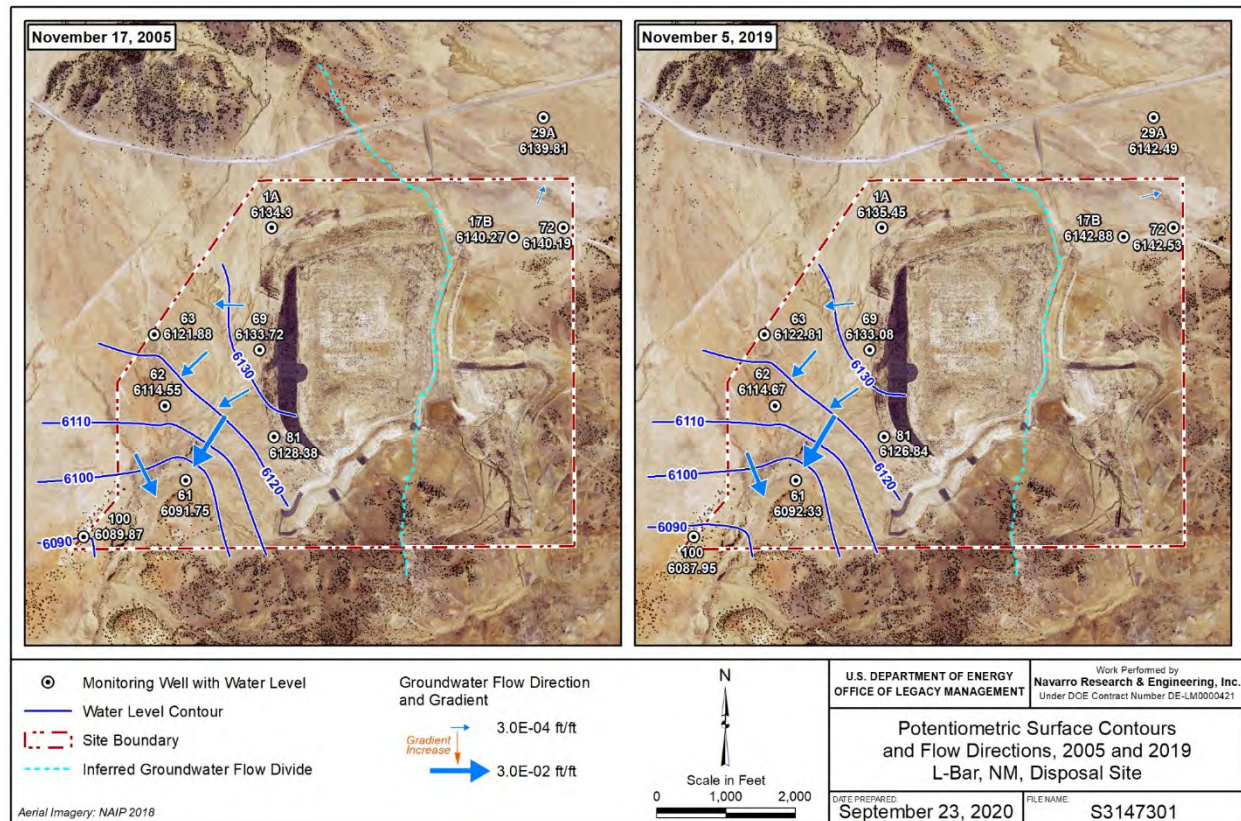 November 17, 2005
29A
6139.81
1A
6134.3
17B
6140.27
72
6140.19
63
6121.88
69
6133.72
6130
62
6114.55
6110
81
6128.38
6120
6100
61
6091.75
100
6089.87
6090
November 5, 2019
29A
6142.49
1A
6135.45
17B
6142.88
72
6142.53
63
6122.81
69
6133.08
6130
62
6114.67
6110
81
6126.84
6120
6100
61
6092.33
6090
100
6087.95
Monitoring Well with Water Level
Water Level Contour
Site Boundary
Inferred Groundwater Flow Divide
Aerial Imagery: NAIP 2018
Groundwater Flow Direction
and Gradient
3.0E-04 ft/ft
Gradient
Increase
3.0E-02 ft/ft
N
Scale in Feet
0 1,000 2,000
U.S. DEPARTMENT OF ENERGY
OFFICE OF LEGACY MANAGEMENT
Work Performed by
Navarro Research & Engineering, Inc.
Under DOE Contract Number DE-LM0000421
Potentiometric Surface Contours
and Flow Directions, 2005 and 2019
L-Bar, NM, Disposal Site
DATE PREPARED:
September 23, 2020
FILE NAME:
S3147301